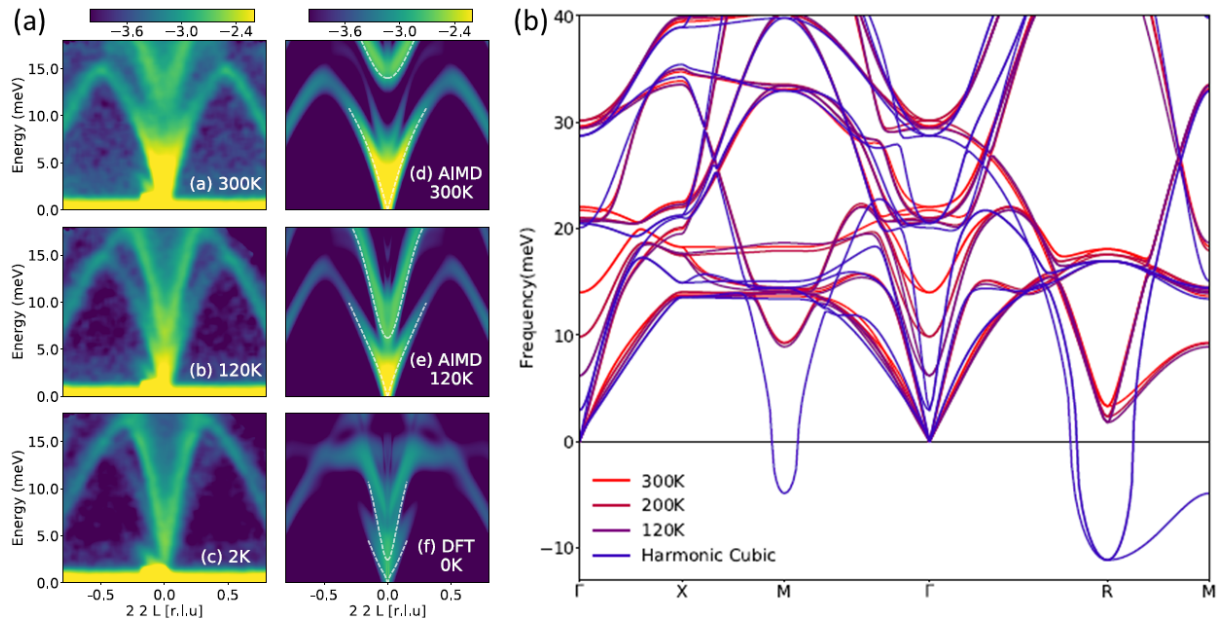 (a)
−3.6 −3.0 −2.4
−3.6 −3.0 −2.4
Energy (meV)
15.0
10.0
5.0
0.0
(a) 300K
(d) AIMD
300K
Energy (meV)
15.0
10.0
5.0
0.0
(b) 120K
(e) AIMD
120K
Energy (meV)
15.0
10.0
5.0
0.0
(c) 2K
(f) DFT
0K
-0.5 0.0 0.5
2 2 L [r.l.u]
-0.5 0.0 0.5
2 2 L [r.l.u]
(b)
Frequency(meV)
40
30
20
10
0
−10
300K
200K
120K
Harmonic Cubic
Γ X M Γ R M